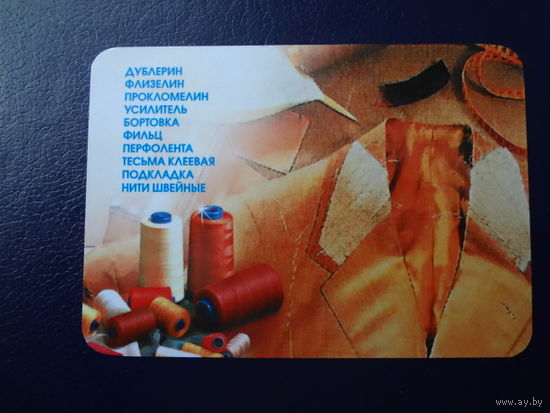 ДУБЛЕРИН
ФЛИЗЕЛИН
ПРОКЛОМЕЛИН
УСИЛИТЕЛЬ
БОРТОВКА
ФИЛЬЦ
ПЕРФОЛЕНТА
ТЕСЬМА КЛЕЕВАЯ
ПОДКЛАДКА
НИТИ ШВЕЙНЫЕ
www.ay.by